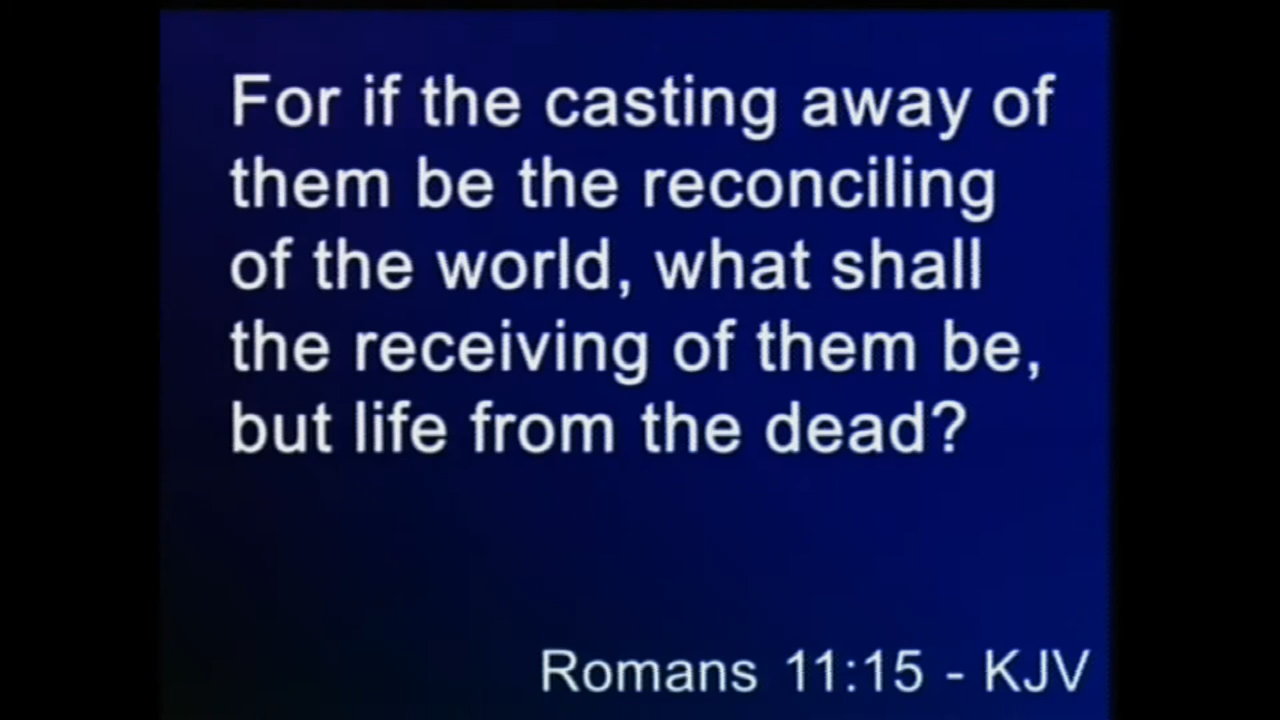 For if the casting away of
them be the reconciling
of the world, what shall
the receiving of them be,
but life from the dead?
Romans 11:15 - KJV